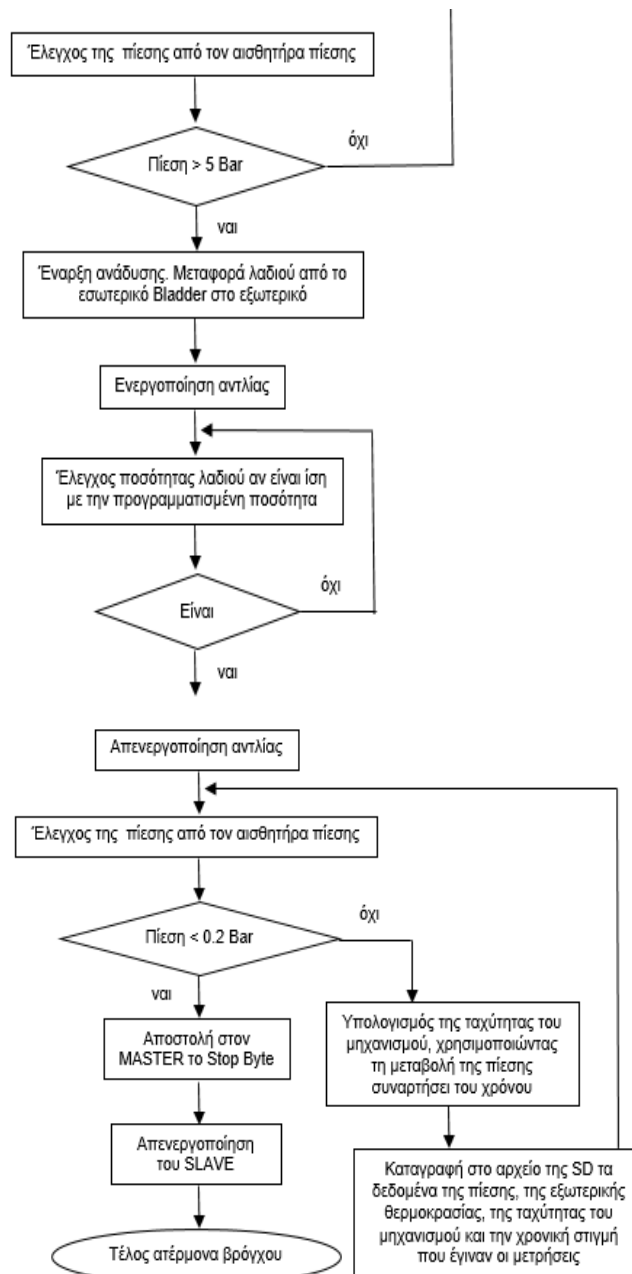 Έλεγχος της πίεσης από τον αισθητήρα πίεσης
όχι
Πίεση > 5 Bar
ναι
Έναρξη ανάδυσης. Μεταφορά λαδιού από το
εσωτερικό Bladder στο εξωτερικό
Ενεργοποίηση αντλίας
Έλεγχος ποσότητας λαδιού αν είναι ίση
με την προγραμματισμένη ποσότητα
όχι
Είναι
ναι
Απενεργοποίηση αντλίας
Έλεγχος της πίεσης από τον αισθητήρα πίεσης
όχι
Πίεση < 0.2 Bar
ναι
Αποστολή στον
MASTER το Stop Byte
Υπολογισμός της ταχύτητας του
μηχανισμού, χρησιμοποιώντας
τη μεταβολή της πίεσης
συναρτήσει του χρόνου
Απενεργοποίηση
του SLAVE
Καταγραφή στο αρχείο της SD τα
δεδομένα της πίεσης, της εξωτερικής
θερμοκρασίας, της ταχύτητας του
μηχανισμού και την χρονική στιγμή
που έγιναν οι μετρήσεις
Τέλος ατέρμονα βρόγχου